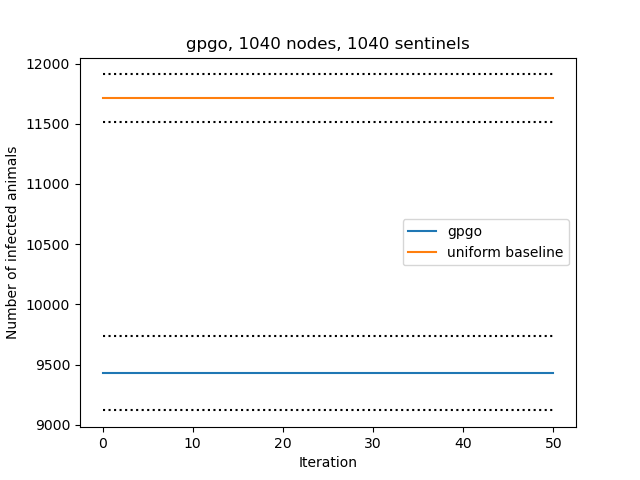 gpgo, 1040 nodes, 1040 sentinels
12000
11500
11000
10500
10000
9500
9000
Number of infected animals
gpgo
uniform baseline
0 10 20 30 40 50
Iteration